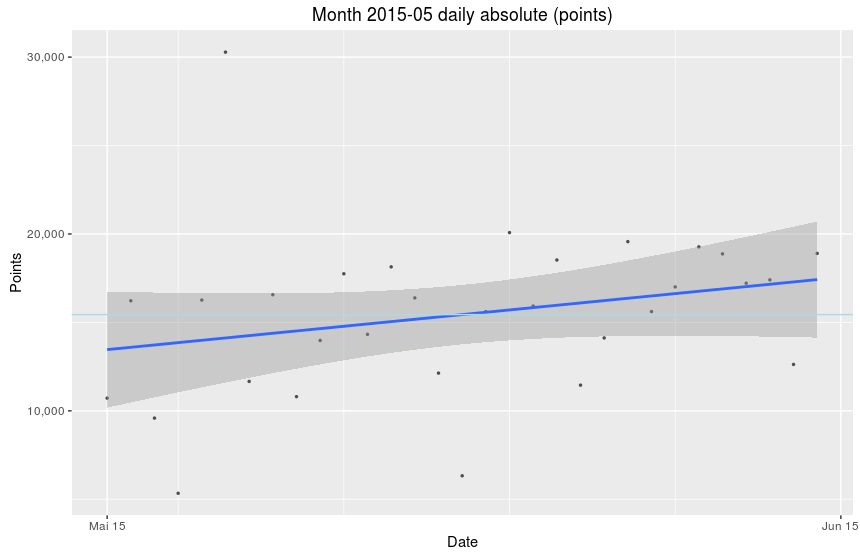 Month 2015-05 daily absolute (points)
30,000
20,000
10,000
Points
Mai 15
Jun 15
Date